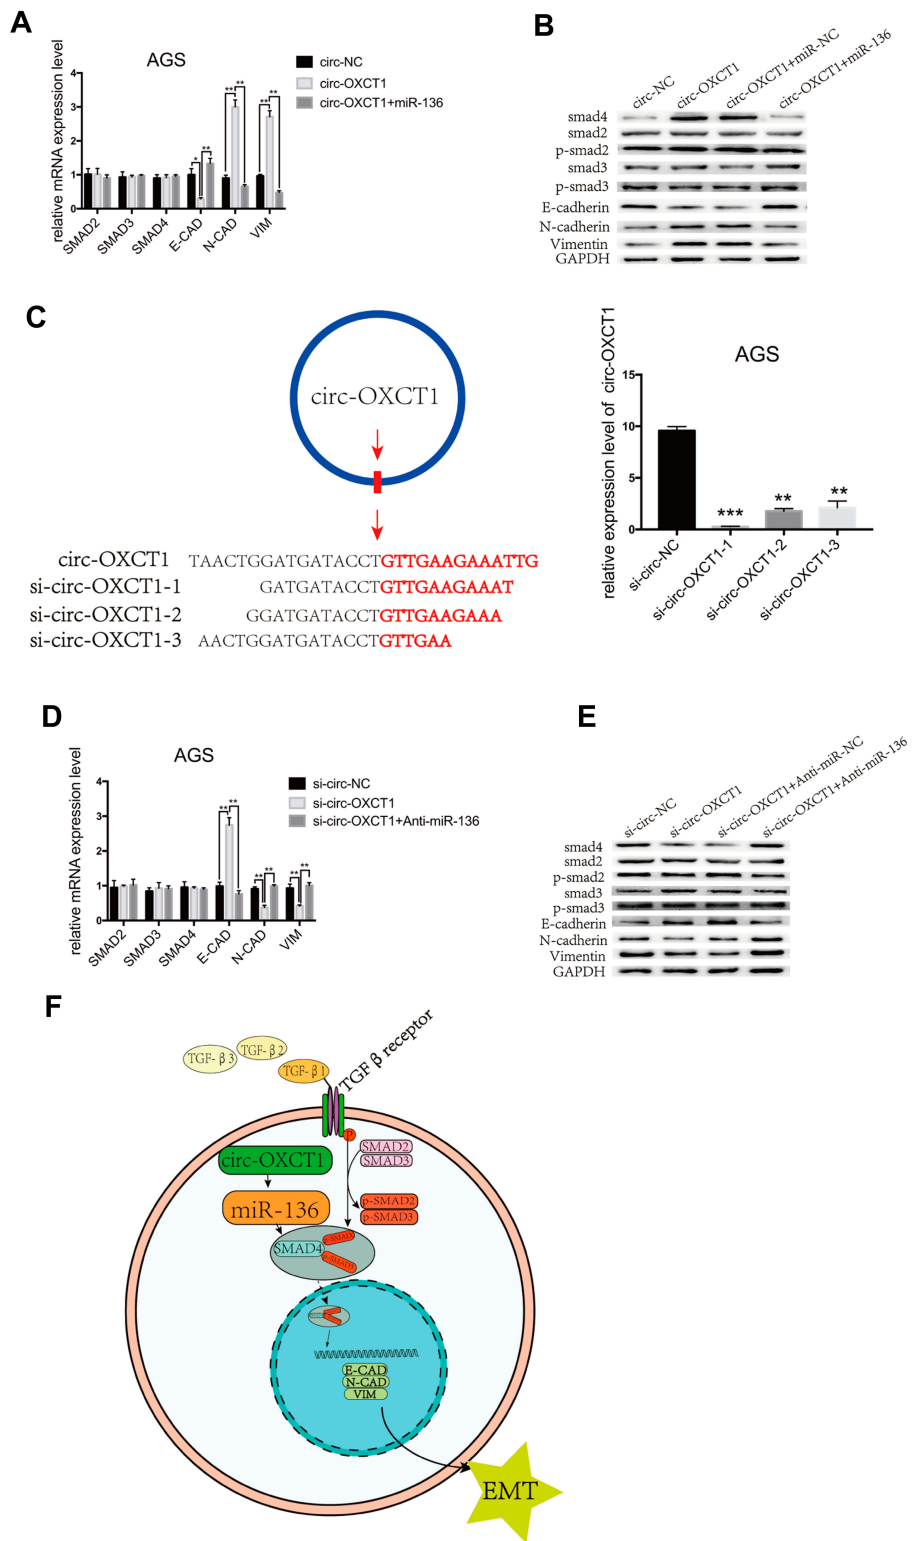 A
AGS
relative mRNA expression level
4
3
2
1
0
SMAD2
SMAD3
SMAD4
E-CAD
N-CAD
VIM
* **
** **
** **
circ-NC
circ-OXCT1
circ-OXCT1+miR-136
B
circ-NC
circ-OXCT1
circ-OXCT1+miR-NC
circ-OXCT1+miR-136
smad4
smad2
p-smad2
smad3
p-smad3
E-cadherin
N-cadherin
Vimentin
GAPDH
C
circ-OXCT1
circ-OXCT1 TAACTGGATGATACCTGTTGAAGAAATTG
si-circ-OXCT1-1 GATGATACCTGTTGAAGAAAT
si-circ-OXCT1-2 GGATGATACCTGTTGAAGAAA
si-circ-OXCT1-3 AACTGGATGATACCTGTTGAA
AGS
relative expression level of circ-OXCT1
15
10
5
0
***
**
**
si-circ-NC
si-circ-OXCT1-1
si-circ-OXCT1-2
si-circ-OXCT1-3
D
AGS
relative mRNA expression level
4
3
2
1
0
** **
** **
** **
SMAD2
SMAD3
SMAD4
E-CAD
N-CAD
VIM
si-circ-NC
si-circ-OXCT1
si-circ-OXCT1+Anti-miR-136
E
si-circ-NC
si-circ-OXCT1
si-circ-OXCT1+Anti-miR-NC
si-circ-OXCT1+Anti-miR-136
smad4
smad2
p-smad2
smad3
p-smad3
E-cadherin
N-cadherin
Vimentin
GAPDH
F
TGF-β3
TGF-β2
TGF-β1
TGF β receptor
P
circ-OXCT1
SMAD2
SMAD3
miR-136
p-SMAD2
p-SMAD3
SMAD4
E-CAD
N-CAD
VIM
EMT